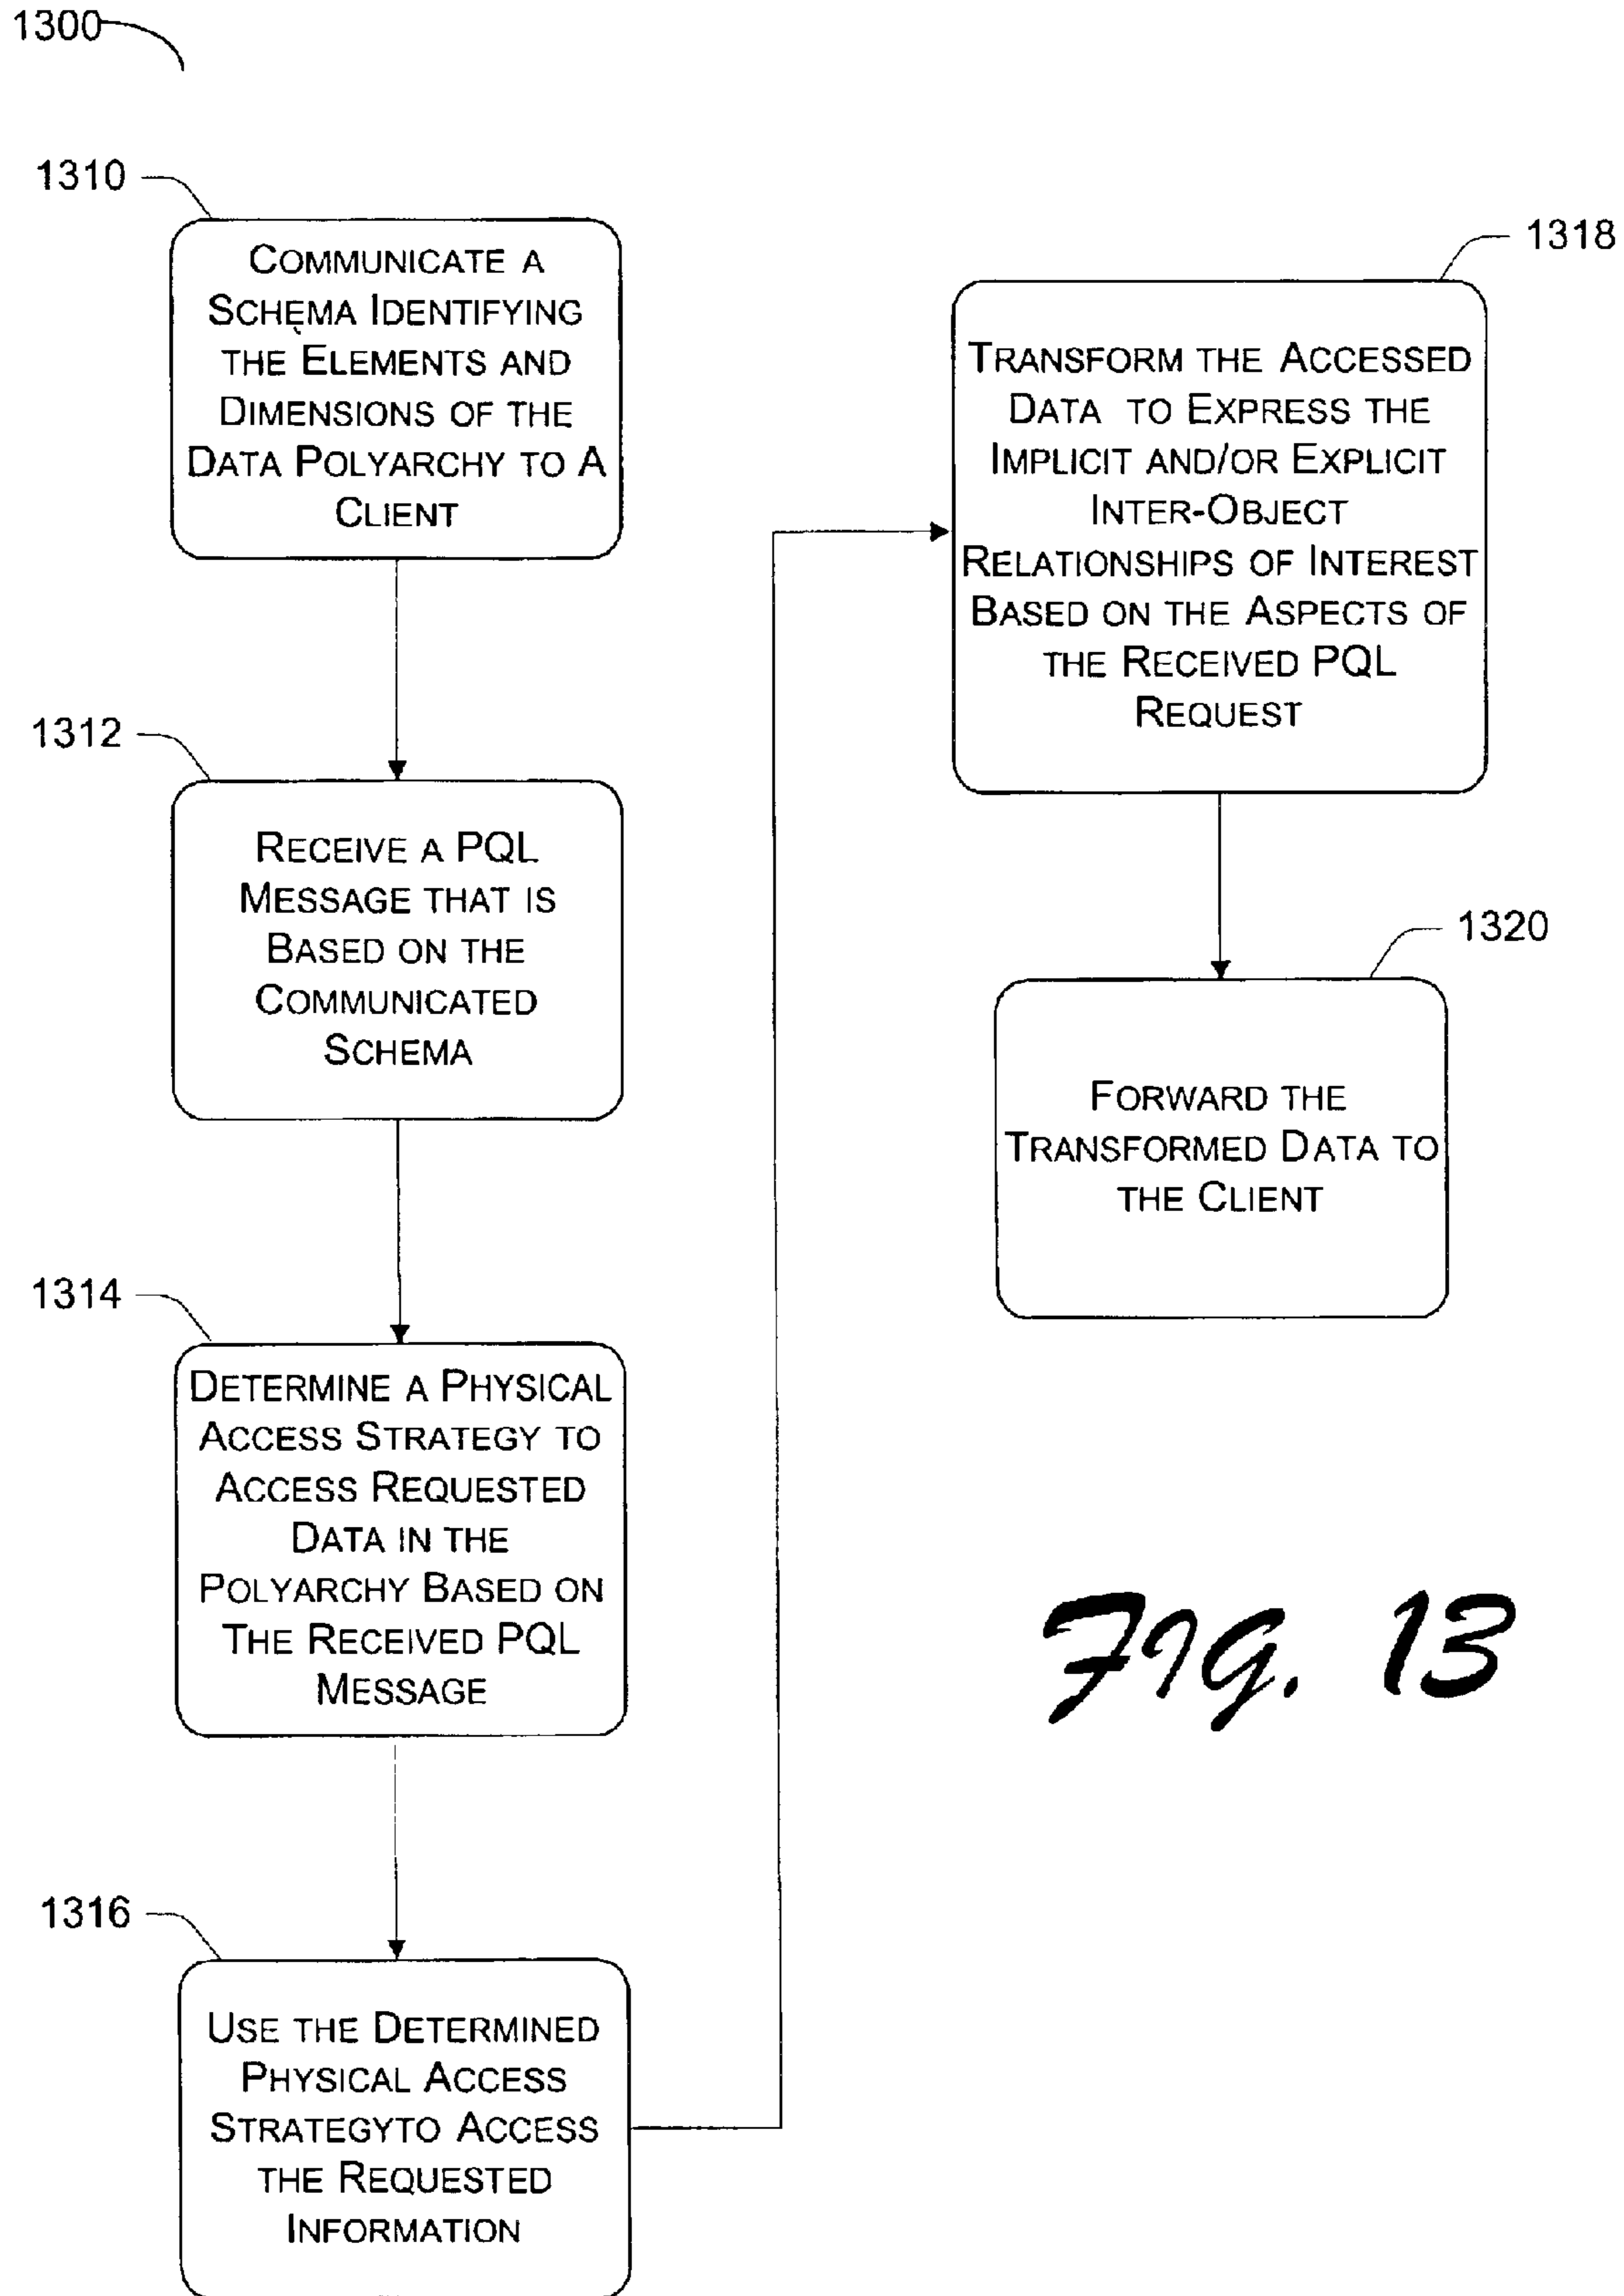 1300
1310
COMMUNICATE A
SCHEMA IDENTIFYING
THE ELEMENTS AND
DIMENSIONS OF THE
DATA POLYARCHY TO A
CLIENT
1312
RECEIVE A PQL
MESSAGE THAT IS
BASED ON THE
COMMUNICATED
SCHEMA
1314
DETERMINE A PHYSICAL
ACCESS STRATEGY TO
ACCESS REQUESTED
DATA IN THE
POLYARCHY BASED ON
THE RECEIVED PQL
MESSAGE
1316
USE THE DETERMINED
PHYSICAL ACCESS
STRATEGYTO ACCESS
THE REQUESTED
INFORMATION
1318
TRANSFORM THE ACCESSED
DATA TO EXPRESS THE
IMPLICIT AND/OR EXPLICIT
INTER-OBJECT
RELATIONSHIPS OF INTEREST
BASED ON THE ASPECTS OF
THE RECEIVED PQL
REQUEST
1320
FORWARD THE
TRANSFORMED DATA TO
THE CLIENT
FIG. 13